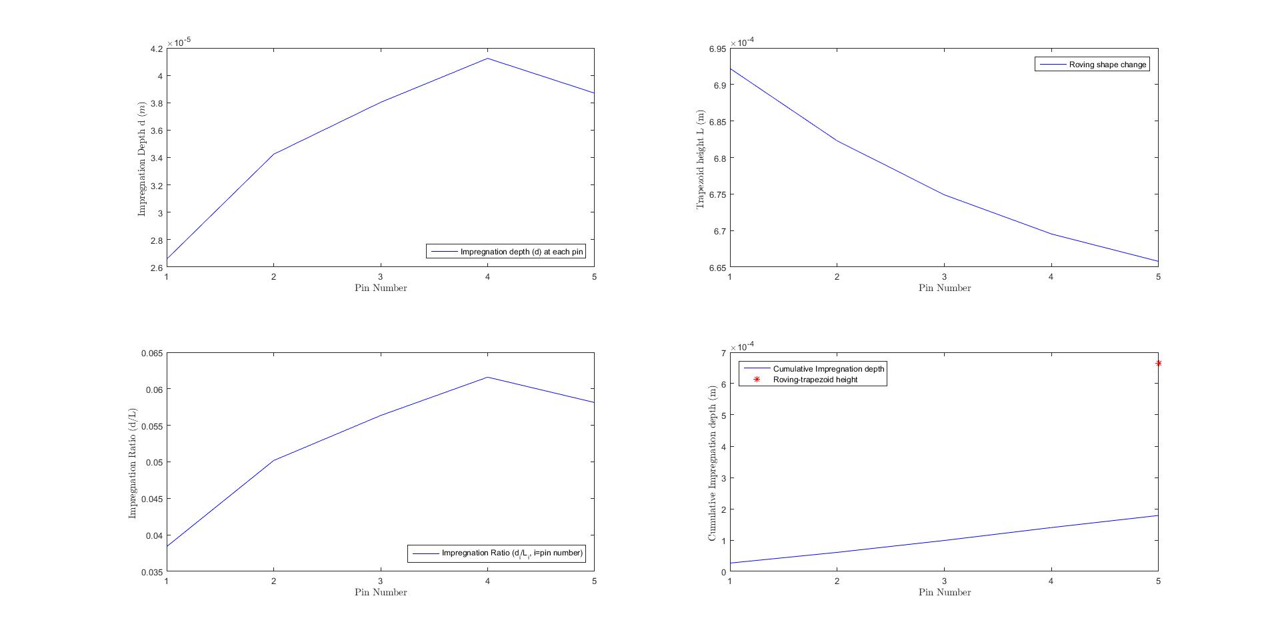 ×10^-5
4.2
4
3.8
3.6
3.4
3.2
3
2.8
2.6
1 2 3 4 5
Impregnation Depth d (m)
Pin Number
Impregnation depth (d) at each pin
×10^-4
6.95
6.9
6.85
6.8
6.75
6.7
6.65
1 2 3 4 5
Trapezoid height L (m)
Pin Number
Roving shape change
0.065
0.06
0.055
0.05
0.045
0.04
0.035
1 2 3 4 5
Impregnation Ratio (d/L)
Pin Number
Impregnation Ratio (d_i/L_i, i=pin number)
×10^-4
7
6
5
4
3
2
1
0
1 2 3 4 5
Cumulative Impregnation depth (m)
Pin Number
Cumulative Impregnation depth
Roving-trapezoid height